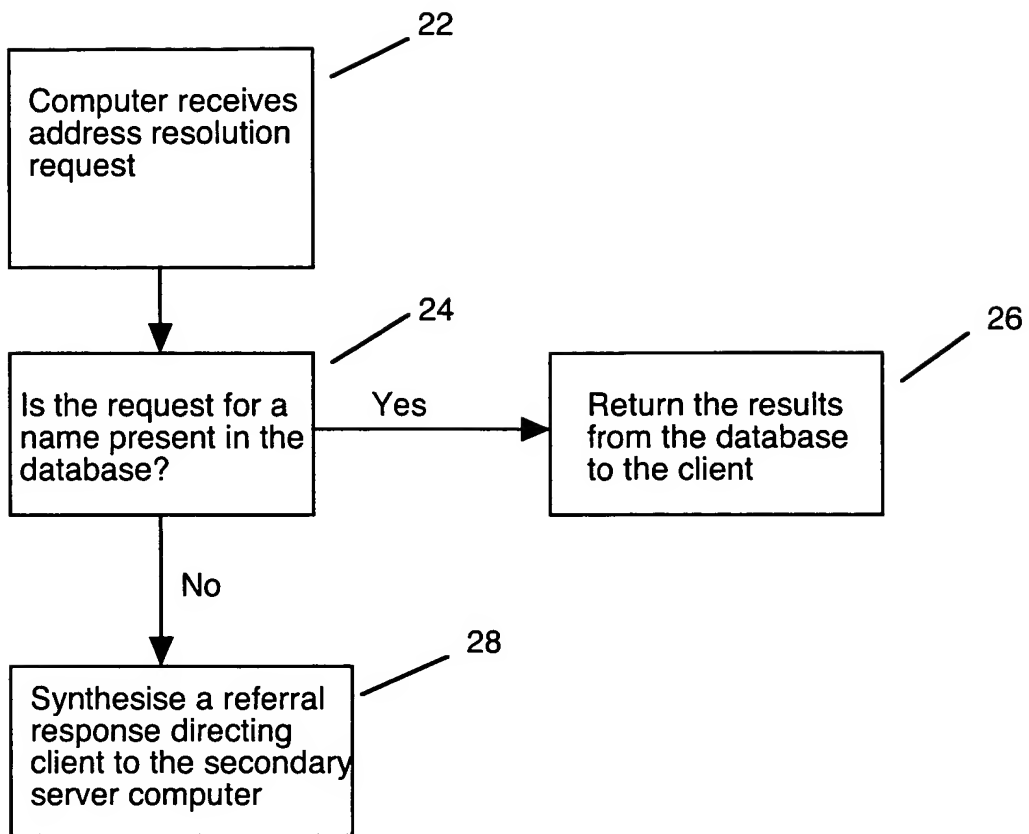 22
Computer receives
address resolution
request
24
Is the request for a
name present in the
database?
Yes
26
Return the results
from the database
to the client
No
28
Synthesise a referral
response directing
client to the secondary
server computer